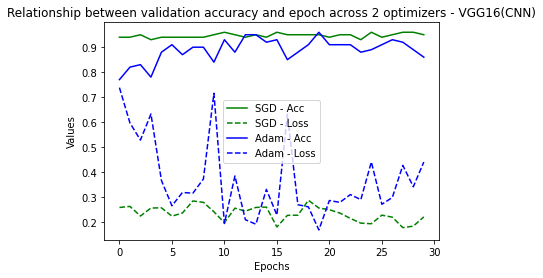 Relationship between validation accuracy and epoch across 2 optimizers - VGG16(CNN)
Values
0.9
0.8
0.7
0.6
0.5
0.4
0.3
0.2
SGD - Acc
SGD - Loss
Adam - Acc
Adam - Loss
0 5 10 15 20 25 30
Epochs